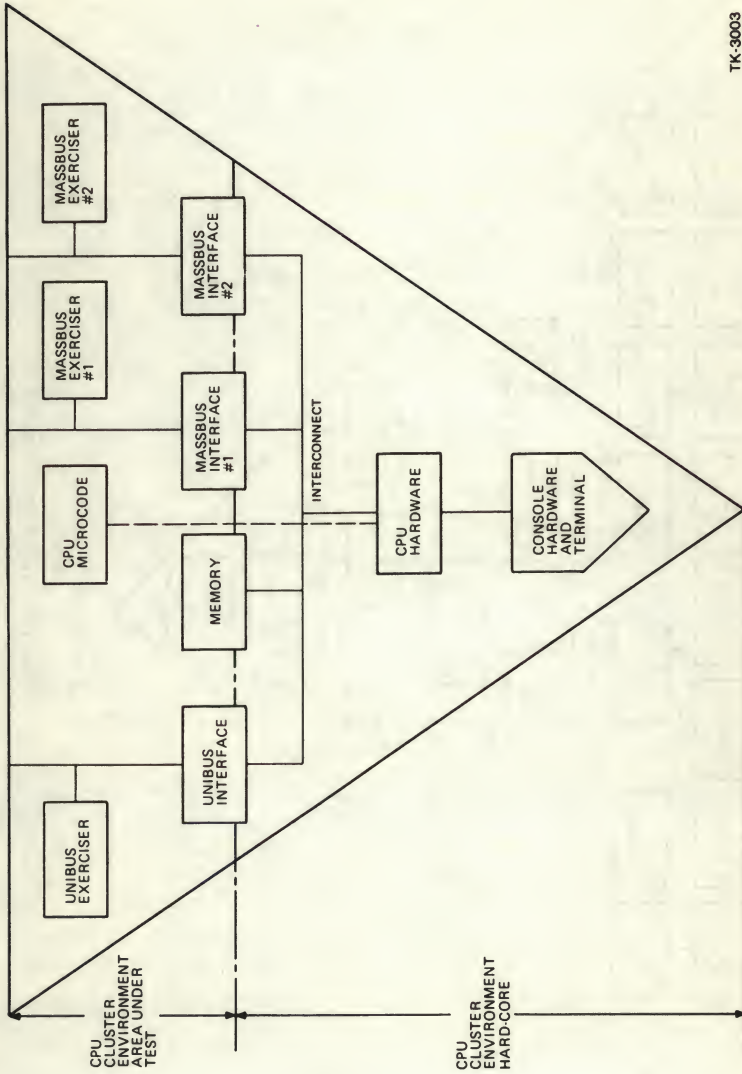 CPU
CLUSTER
ENVIRONMENT
AREA UNDER
TEST
UNIBUS
EXERCISER
CPU
MICROCODE
MASSBUS
EXERCISER
#1
MASSBUS
EXERCISER
#2
UNIBUS
INTERFACE
MEMORY
MASSBUS
INTERFACE
#1
MASSBUS
INTERFACE
#2
INTERCONNECT
CPU
CLUSTER
ENVIRONMENT
HARD-CORE
CPU
HARDWARE
CONSOLE
HARDWARE
AND
TERMINAL
TK-3003